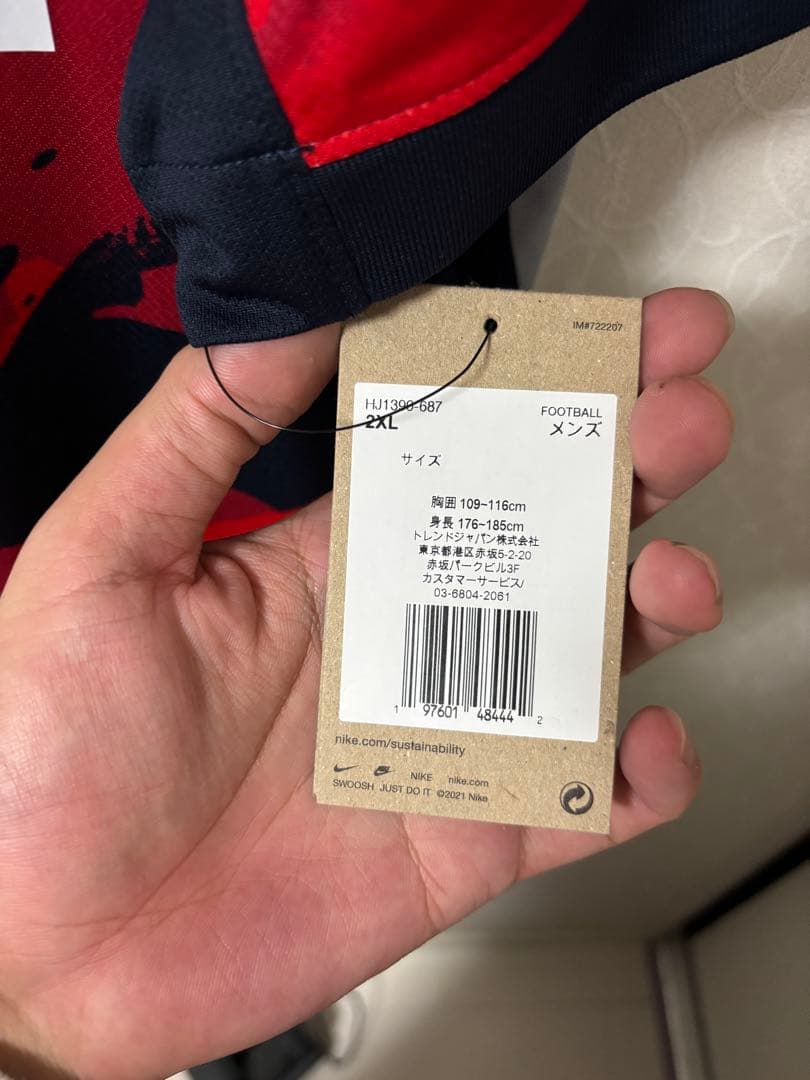 IM#722207
HJ1390-687
FOOTBALL
2XL
メンズ
サイズ
胸囲 109~116cm
身長 176~185cm
トレンドジャパン株式会社
東京都港区赤坂5-2-20
赤坂パークビル3F
カスタマーサービス/
03-6804-2061
1 97601 48444 2
nike.com/sustainability
NIKE nike.com
SWOOSH JUST DO IT ©2021 Nike